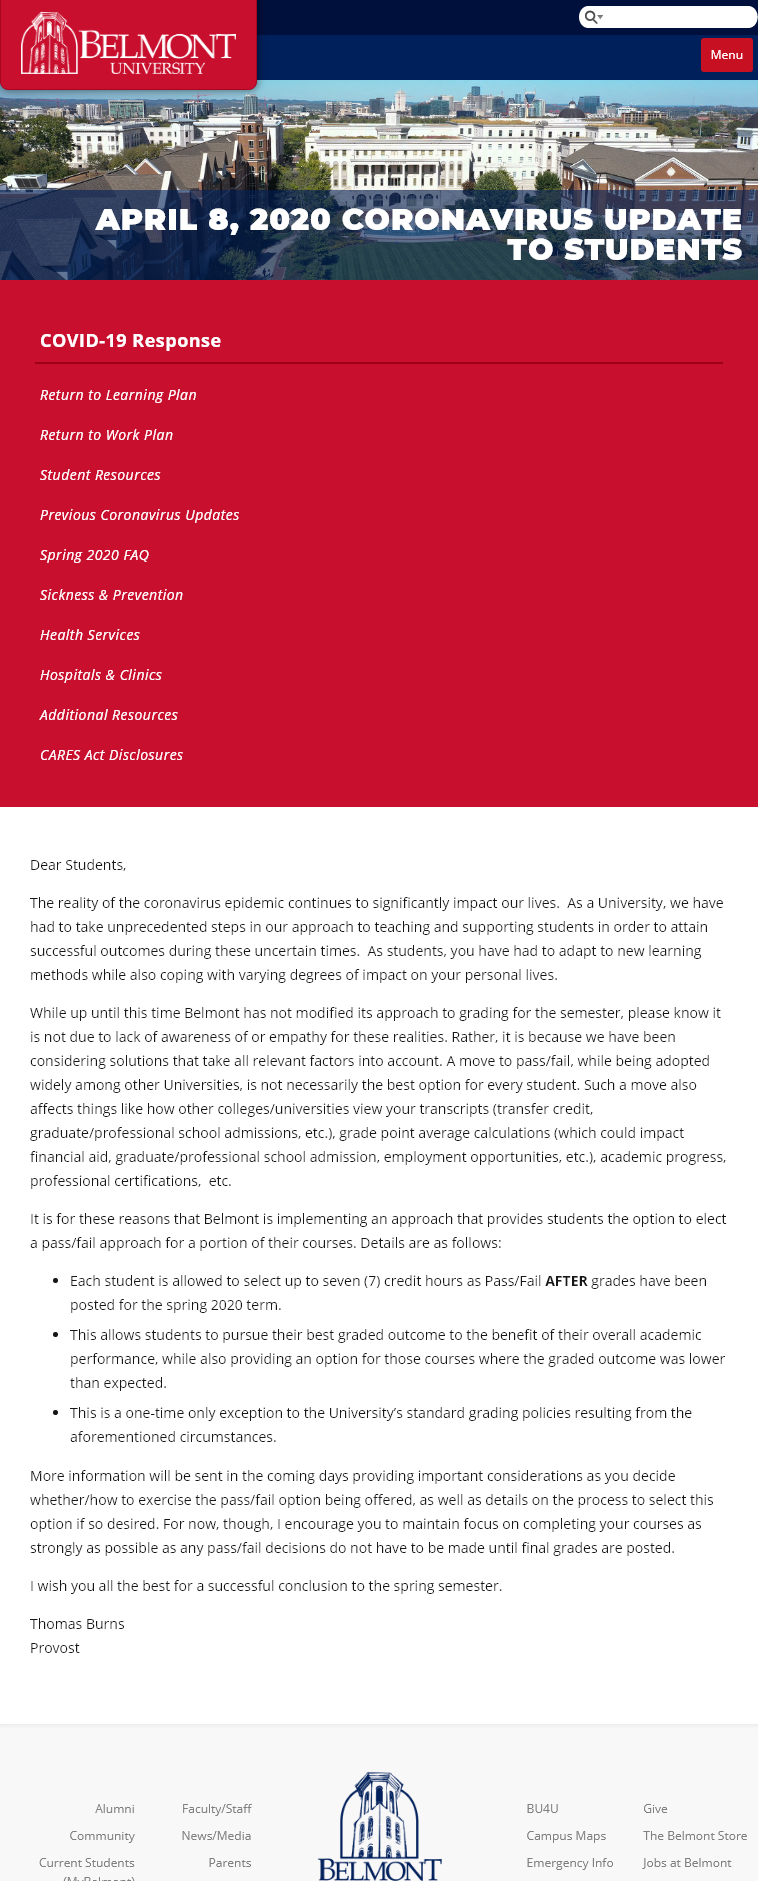 BELMONT
UNIVERSITY
Menu
APRIL 8, 2020 CORONAVIRUS UPDATE
TO STUDENTS
COVID-19 Response
Return to Learning Plan
Return to Work Plan
Student Resources
Previous Coronavirus Updates
Spring 2020 FAQ
Sickness & Prevention
Health Services
Hospitals & Clinics
Additional Resources
CARES Act Disclosures
Dear Students,
The reality of the coronavirus epidemic continues to significantly impact our lives.  As a University, we have
had to take unprecedented steps in our approach to teaching and supporting students in order to attain
successful outcomes during these uncertain times.  As students, you have had to adapt to new learning
methods while also coping with varying degrees of impact on your personal lives.
While up until this time Belmont has not modified its approach to grading for the semester, please know it
is not due to lack of awareness of or empathy for these realities. Rather, it is because we have been
considering solutions that take all relevant factors into account. A move to pass/fail, while being adopted
widely among other Universities, is not necessarily the best option for every student. Such a move also
affects things like how other colleges/universities view your transcripts (transfer credit,
graduate/professional school admissions, etc.), grade point average calculations (which could impact
financial aid, graduate/professional school admission, employment opportunities, etc.), academic progress,
professional certifications,  etc.
It is for these reasons that Belmont is implementing an approach that provides students the option to elect
a pass/fail approach for a portion of their courses. Details are as follows:
• Each student is allowed to select up to seven (7) credit hours as Pass/Fail AFTER grades have been
posted for the spring 2020 term.
• This allows students to pursue their best graded outcome to the benefit of their overall academic
performance, while also providing an option for those courses where the graded outcome was lower
than expected.
• This is a one-time only exception to the University’s standard grading policies resulting from the
aforementioned circumstances.
More information will be sent in the coming days providing important considerations as you decide
whether/how to exercise the pass/fail option being offered, as well as details on the process to select this
option if so desired. For now, though, I encourage you to maintain focus on completing your courses as
strongly as possible as any pass/fail decisions do not have to be made until final grades are posted.
I wish you all the best for a successful conclusion to the spring semester.
Thomas Burns
Provost
Alumni
Community
Current Students
(MyBelmont)
Faculty/Staff
News/Media
Parents
BELMONT
BU4U
Campus Maps
Emergency Info
Give
The Belmont Store
Jobs at Belmont